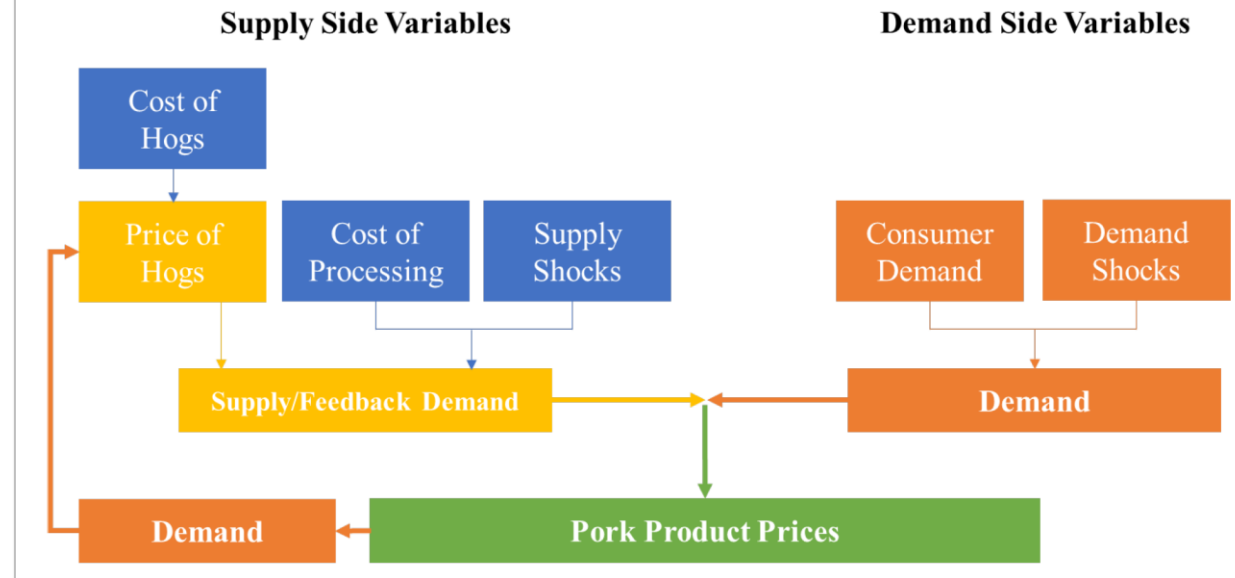 Supply Side Variables
Demand Side Variables
Cost of
Hogs
Price of
Hogs
Cost of
Processing
Supply
Shocks
Consumer
Demand
Demand
Shocks
Supply/Feedback Demand
Demand
Demand
Pork Product Prices